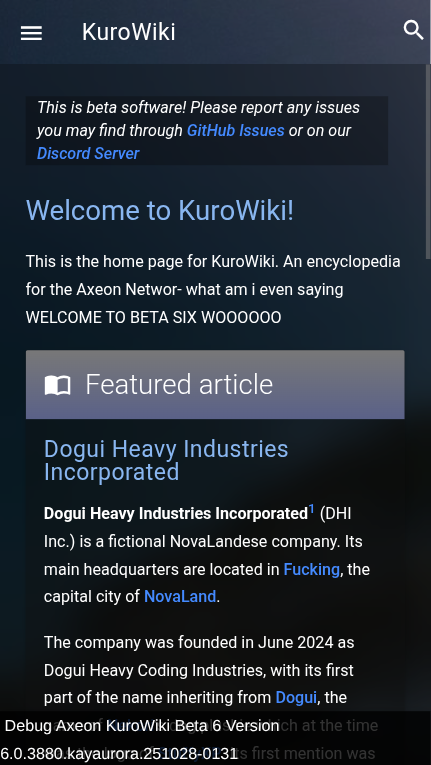 KuroWiki
This is beta software! Please report any issues
you may find through GitHub Issues or on our
Discord Server
Welcome to KuroWiki!
This is the home page for KuroWiki. An encyclopedia
for the Axeon Networ- what am i even saying
WELCOME TO BETA SIX WOOOOOO
Featured article
Dogui Heavy Industries
Incorporated
Dogui Heavy Industries Incorporated1 (DHI
Inc.) is a fictional NovaLandese company. Its
main headquarters are located in Fucking, the
capital city of NovaLand.
The company was founded in June 2024 as
Dogui Heavy Coding Industries, with its first
part of the name inheriting from Dogui, the
Debug Axeon KuroWiki Beta 6 Version
which at the time
6.0.3880.kayaurora.251028-0131
its first mention was